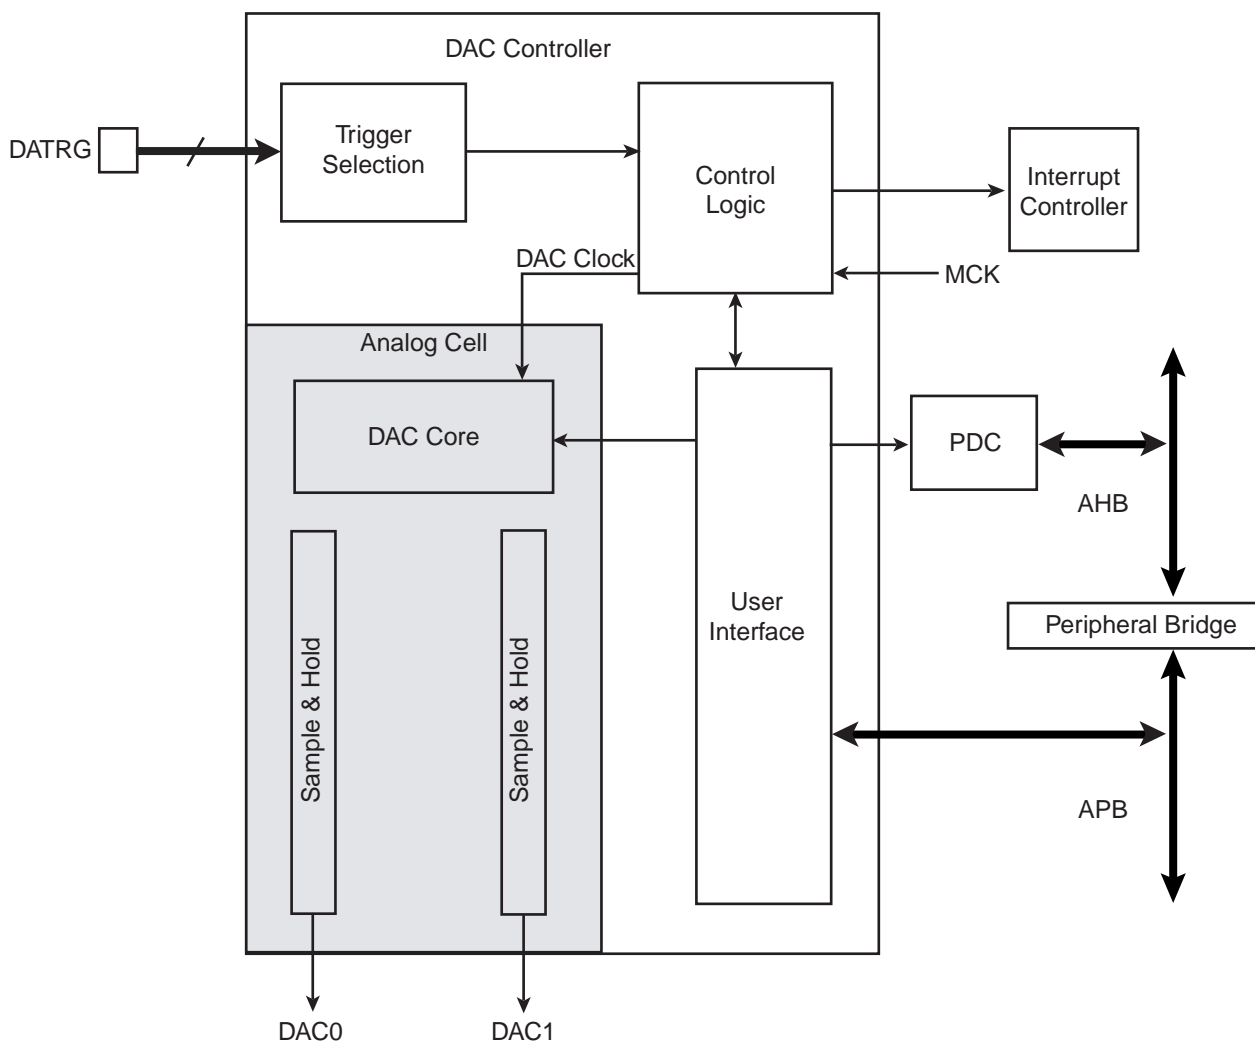 DAC Controller
DATRG
Trigger
Selection
Control
Logic
Interrupt
Controller
DAC Clock
MCK
Analog Cell
DAC Core
PDC
AHB
User
Interface
Peripheral Bridge
Sample & Hold
Sample & Hold
APB
DAC0
DAC1